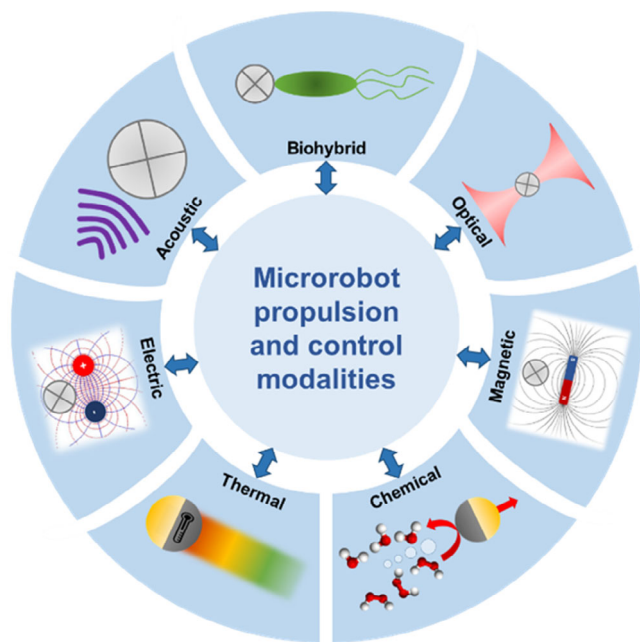 Biohybrid
Optical
Magnetic
Chemical
Thermal
Electric
Acoustic
Microrobot
propulsion
and control
modalities
+
-